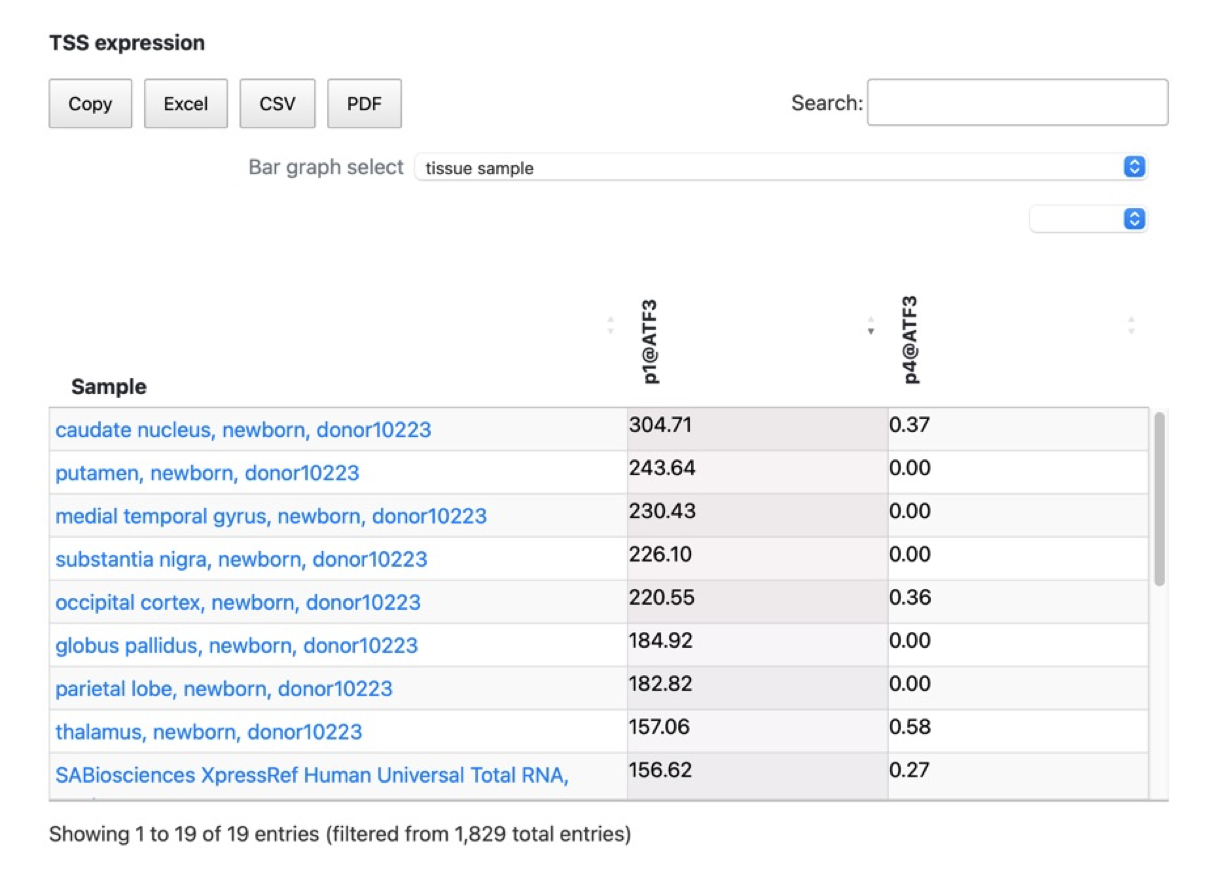 TSS expression
Copy Excel CSV PDF Search:
Bar graph select tissue sample
Sample p1@ATF3 p4@ATF3
caudate nucleus, newborn, donor10223 304.71 0.37
putamen, newborn, donor10223 243.64 0.00
medial temporal gyrus, newborn, donor10223 230.43 0.00
substantia nigra, newborn, donor10223 226.10 0.00
occipital cortex, newborn, donor10223 220.55 0.36
globus pallidus, newborn, donor10223 184.92 0.00
parietal lobe, newborn, donor10223 182.82 0.00
thalamus, newborn, donor10223 157.06 0.58
SABiosciences XpressRef Human Universal Total RNA, 156.62 0.27
Showing 1 to 19 of 19 entries (filtered from 1,829 total entries)